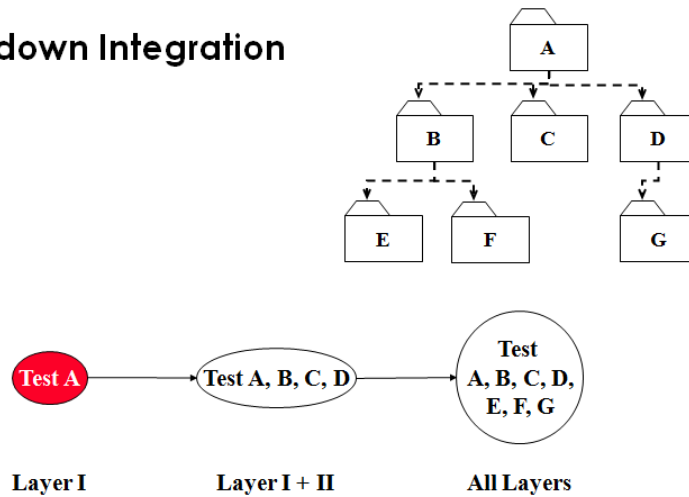 down Integration
A
B
C
D
E
F
G
Test A
Test A, B, C, D
Test
A, B, C, D,
E, F, G
Layer I
Layer I + II
All Layers